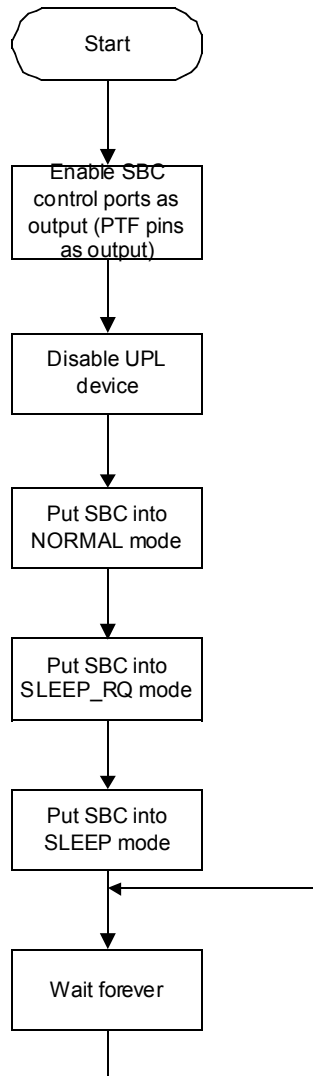 Start
Enable SBC
control ports as
output (PTF pins
as output)
Disable UPL
device
Put SBC into
NORMAL mode
Put SBC into
SLEEP_RQ mode
Put SBC into
SLEEP mode
Wait forever